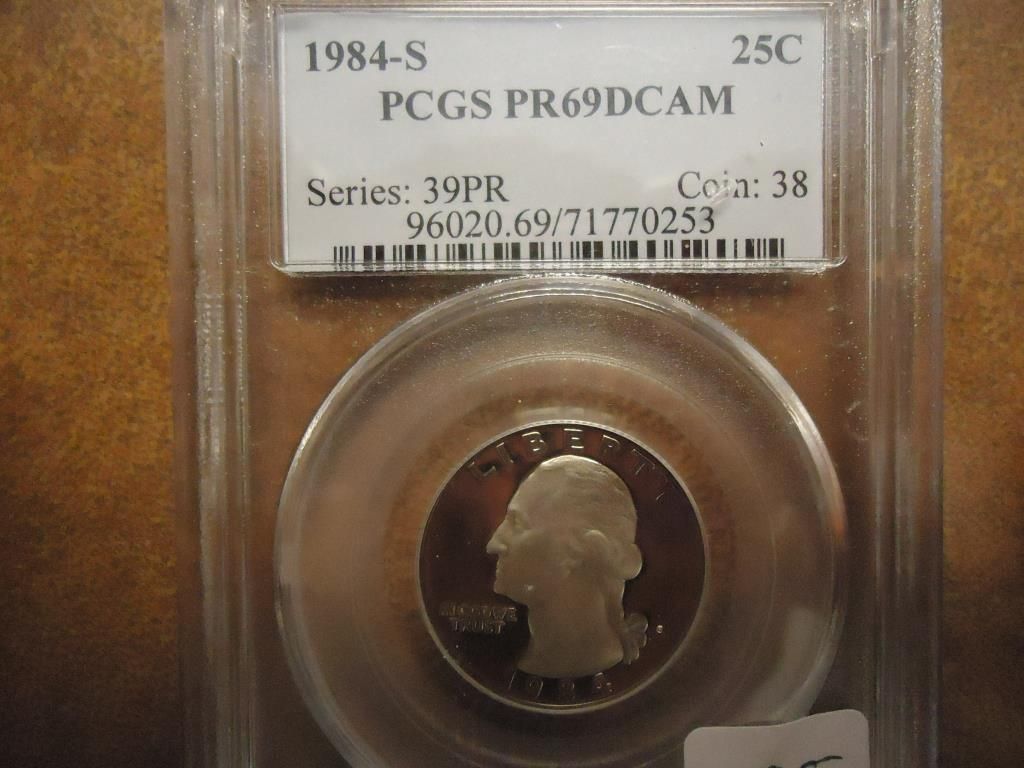 1984-S 25C
PCGS PR69DCAM
Series: 39PR Coin: 38
96020.69/71770253
LIBERTY
IN GOD WE
TRUST
S
1984